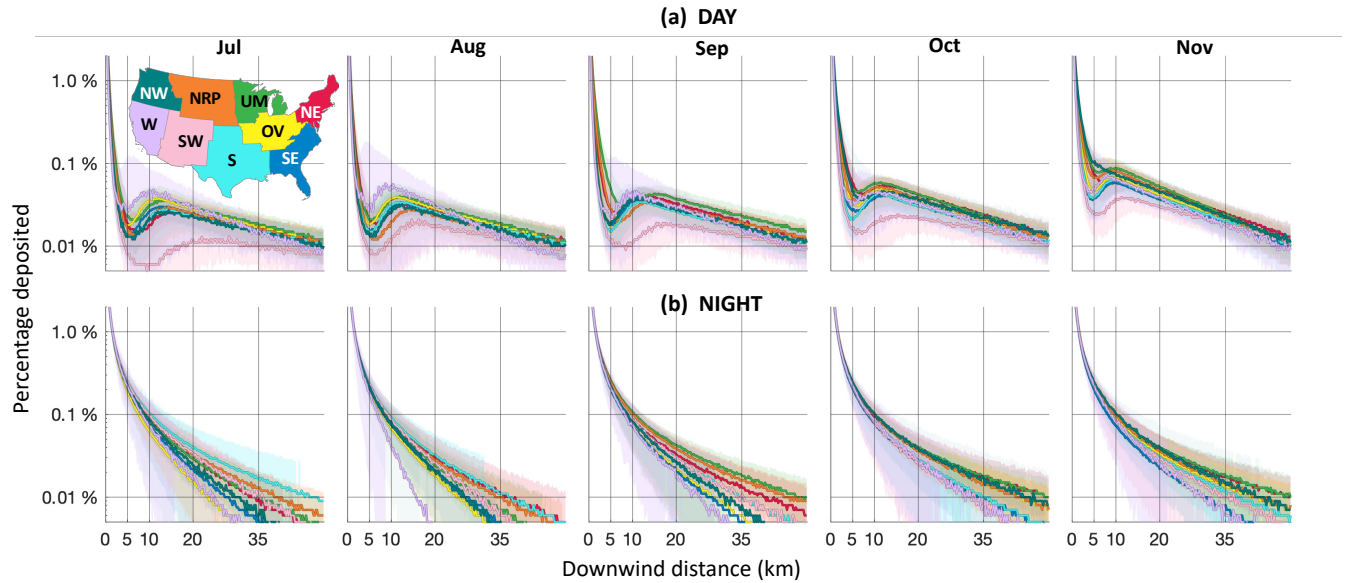 (a) DAY
Jul Aug Sep Oct Nov
1.0 %
0.1 %
0.01 %
NW NRP UM NE
W SW OV
S SE
Percentage deposited
(b) NIGHT
1.0 %
0.1 %
0.01 %
0 5 10 20 35 0 5 10 20 35 0 5 10 20 35 0 5 10 20 35 0 5 10 20 35
Downwind distance (km)